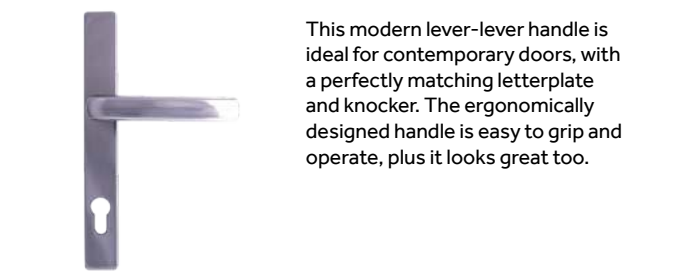 This modern lever-lever handle is
ideal for contemporary doors, with
a perfectly matching letterplate
and knocker. The ergonomically
designed handle is easy to grip and
operate, plus it looks great too.